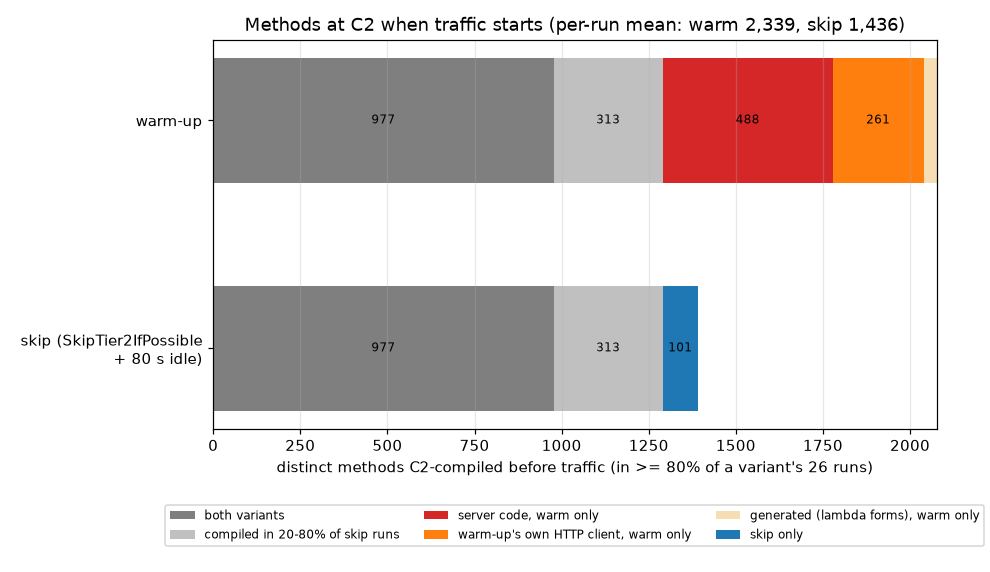 Methods at C2 when traffic starts (per-run mean: warm 2,339, skip 1,436)
warm-up
977
313
488
261
skip (SkipTier2IfPossible
+ 80 s idle)
977
313
101
0
250
500
750
1000
1250
1500
1750
2000
distinct methods C2-compiled before traffic (in >= 80% of a variant's 26 runs)
both variants
compiled in 20-80% of skip runs
server code, warm only
warm-up's own HTTP client, warm only
generated (lambda forms), warm only
skip only